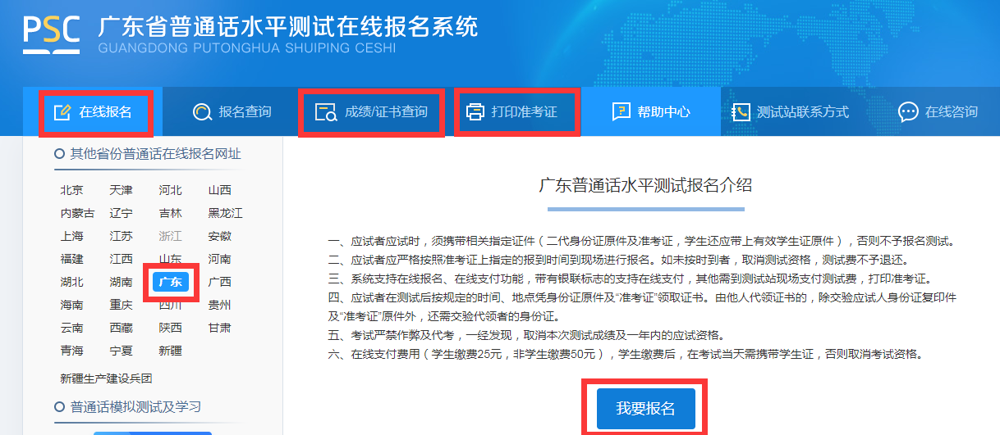 PSC 广东省普通话水平测试在线报名系统
GUANGDONG PUTONGHUA SHUIPING CESHI
在线报名 报名查询 成绩/证书查询 打印准考证 帮助中心 测试站联系方式 在线咨询
其他省份普通话在线报名网址
北京 天津 河北 山西
内蒙古 辽宁 吉林 黑龙江
上海 江苏 浙江 安徽
福建 江西 山东 河南
湖北 湖南 广东 广西
海南 重庆 四川 贵州
云南 西藏 陕西 甘肃
青海 宁夏 新疆
新疆生产建设兵团
普通话模拟测试及学习
广东普通话水平测试报名介绍
一、应试者应试时，须携带相关指定证件（二代身份证原件及准考证，学生还应带上有效学生证原件），否则不予报名测试。
二、应试者应严格按照准考证上指定的报到时间到现场进行报名。如未按时到者，取消测试资格，测试费不予退还。
三、系统支持在线报名、在线支付功能，带有银联标志的支持在线支付，其他需到测试站现场支付测试费，打印准考证。
四、应试者在测试后按规定的时间、地点凭身份证原件及“准考证”领取证书。由他人代领证书的，除交验应试人身份证复印件
及“准考证”原件外，还需交验代领者的身份证。
五、考试严禁作弊及代考，一经发现，取消本次测试成绩及一年内的应试资格。
六、在线支付费用（学生缴费25元，非学生缴费50元），学生缴费后，在考试当天需携带学生证，否则取消考试资格。
我要报名